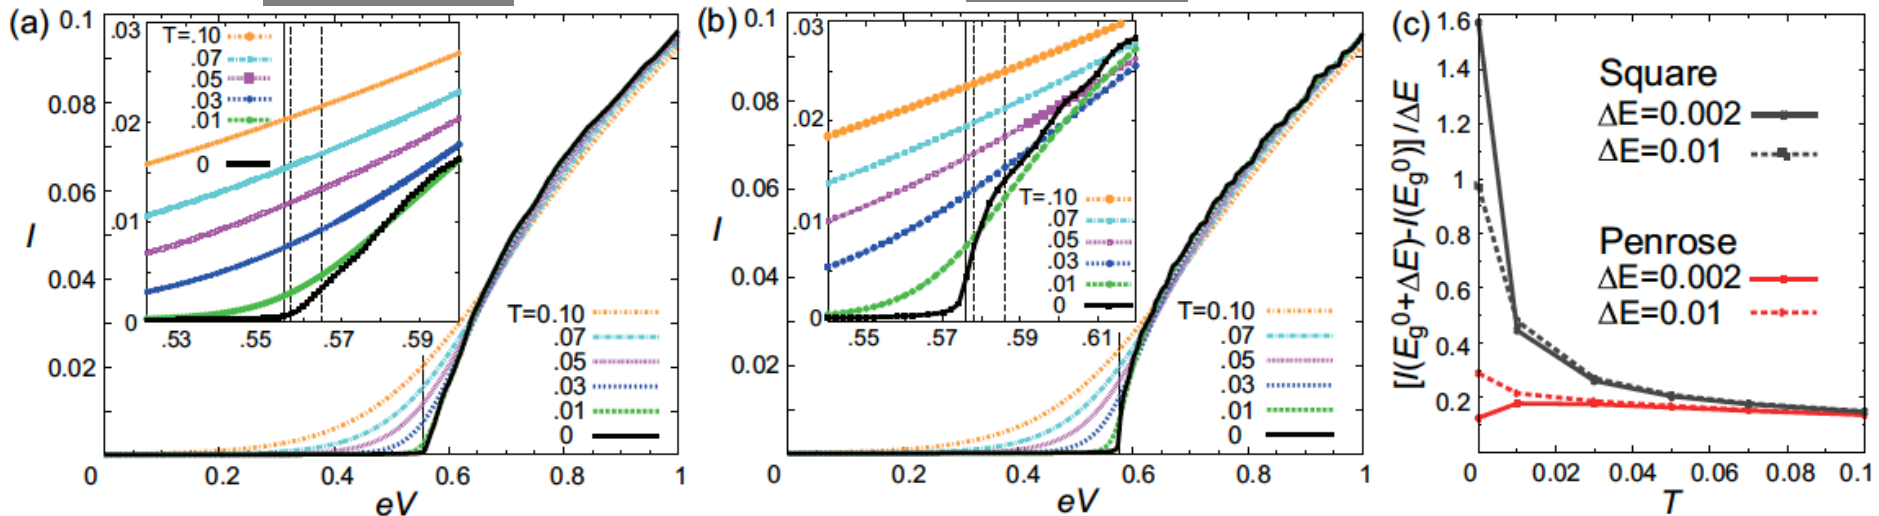 (a)
0.1
0.08
0.06
0.04
0.02
I
.03
.02
.01
0
T=.10
.07
.05
.03
.01
0
.53 .55 .57 .59
T=0.10
.07
.05
.03
.01
0
0 0.2 0.4 0.6 0.8 1
eV
(b)
0.1
0.08
0.06
0.04
0.02
I
.03
.02
.01
0
T=.10
.07
.05
.03
.01
0
.55 .57 .59 .61
T=0.10
.07
.05
.03
.01
0
0 0.2 0.4 0.6 0.8 1
eV
(c)
[I(E_g^0+ΔE)-I(E_g^0)]/ΔE
1.6
1.4
1.2
1
0.8
0.6
0.4
0.2
Square
ΔE=0.002
ΔE=0.01
Penrose
ΔE=0.002
ΔE=0.01
0 0.02 0.04 0.06 0.08 0.1
T